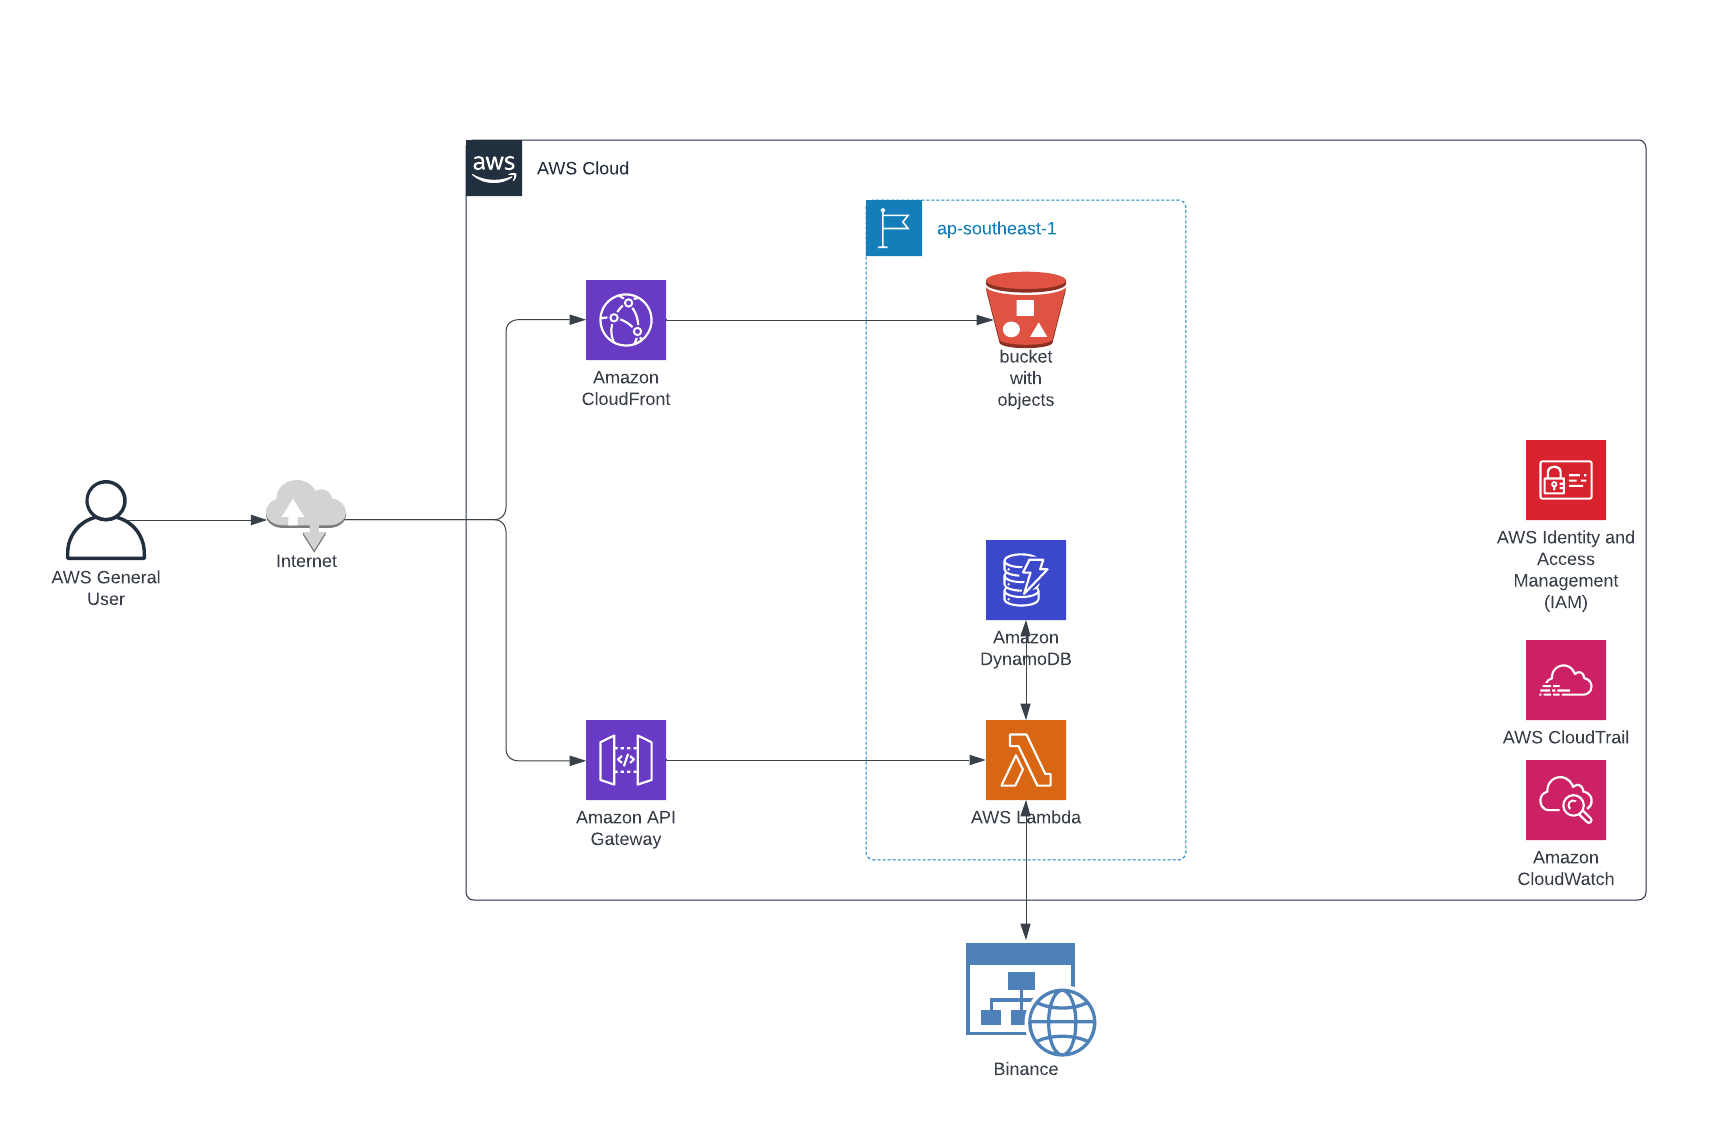 aws
AWS Cloud
ap-southeast-1
Amazon
CloudFront
bucket
with
objects
AWS General
User
Internet
Amazon
DynamoDB
AWS Identity and
Access
Management
(IAM)
AWS CloudTrail
Amazon API
Gateway
AWS Lambda
Amazon
CloudWatch
Binance